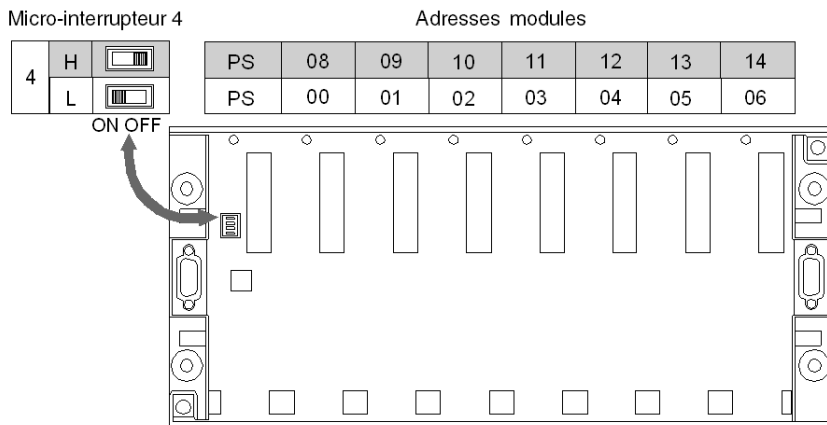 Micro-interrupteur 4
Adresses modules
4
H
PS 08 09 10 11 12 13 14
L
PS 00 01 02 03 04 05 06
ON OFF